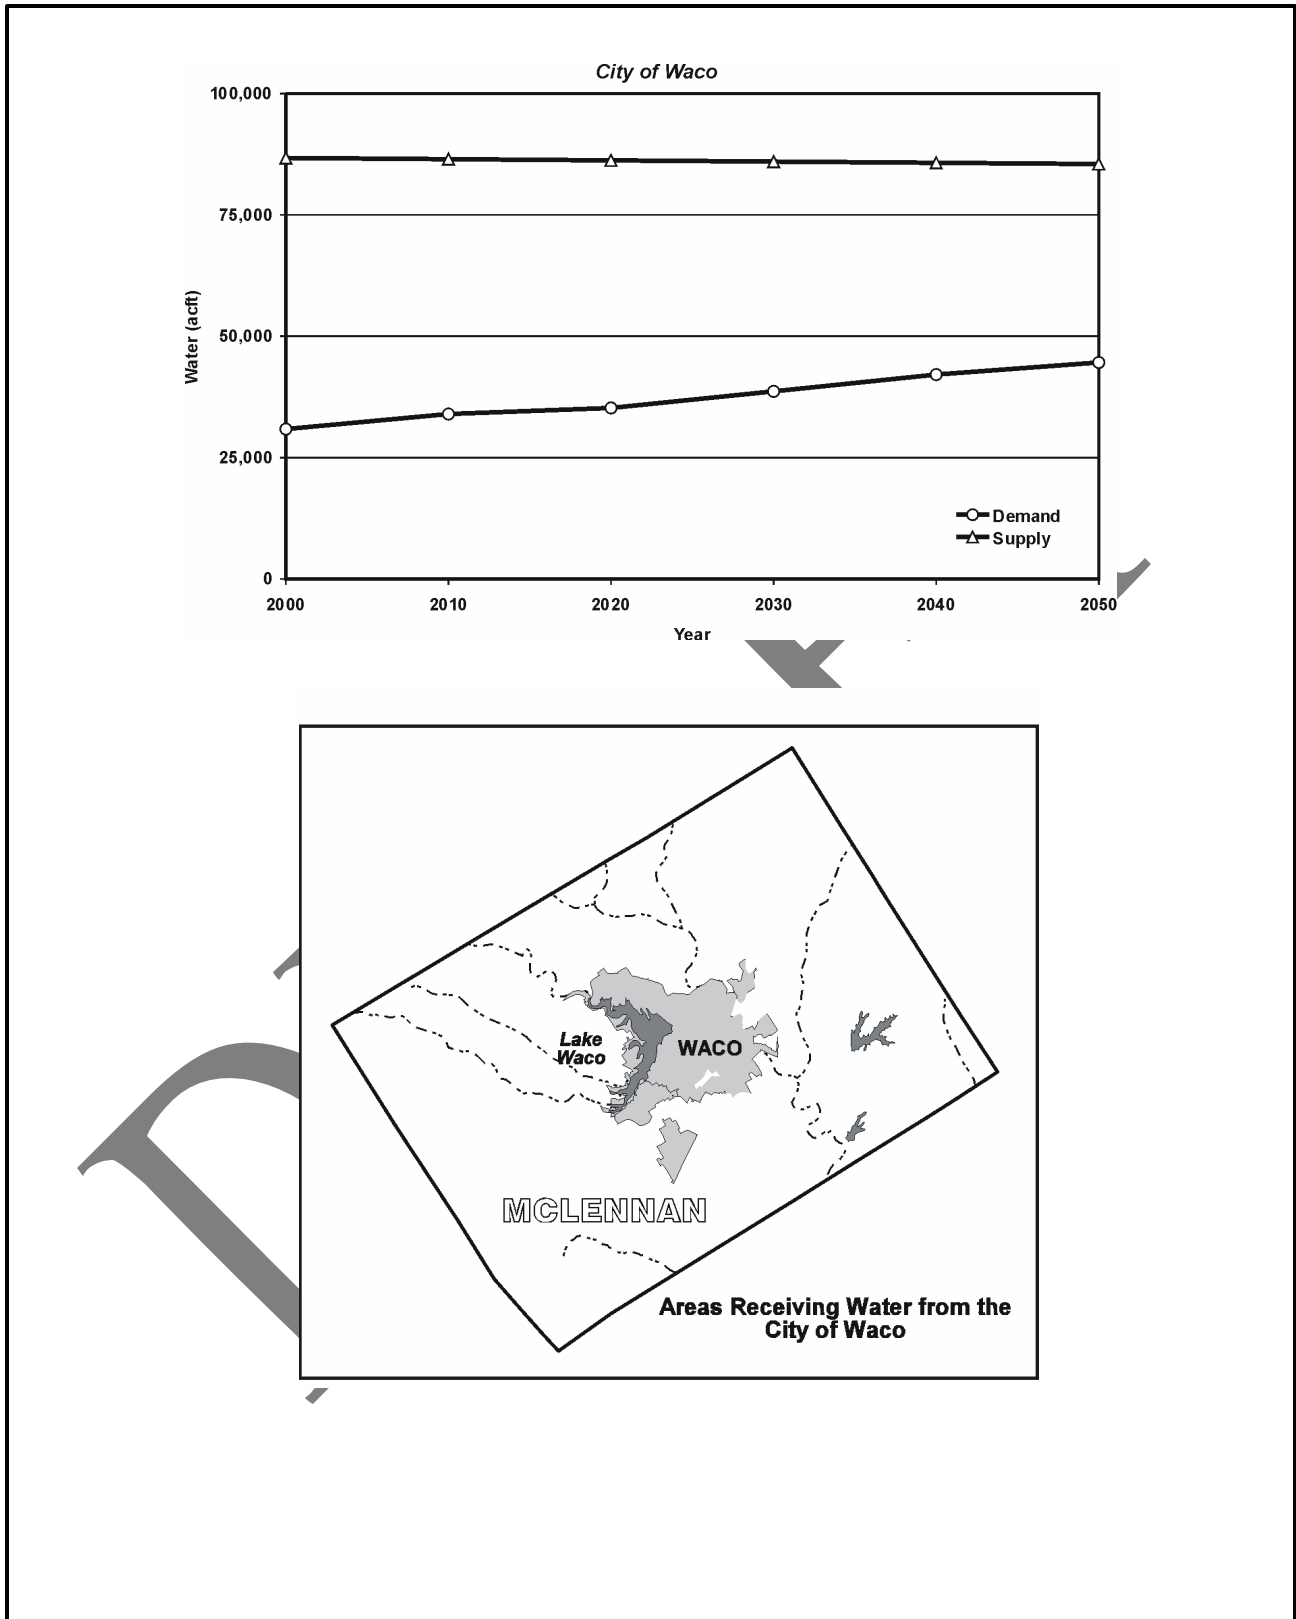 City of Waco
100,000
75,000
50,000
25,000
0
Water (acft)
Demand
Supply
2000 2010 2020 2030 2040 2050
Year
Lake
Waco
WACO
MCLENNAN
Areas Receiving Water from the
City of Waco